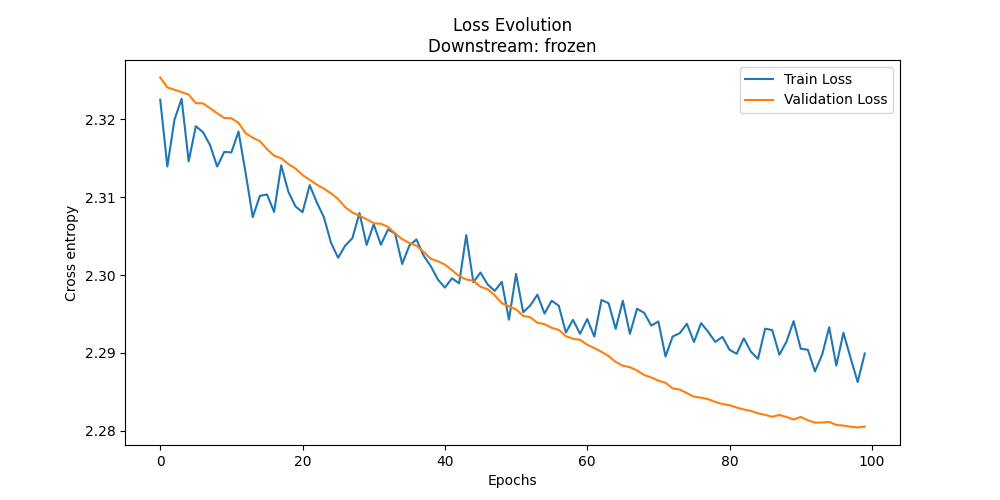 Loss Evolution
Downstream: frozen
Train Loss
Validation Loss
2.32
2.31
2.30
2.29
2.28
Cross entropy
0
20
40
60
80
100
Epochs